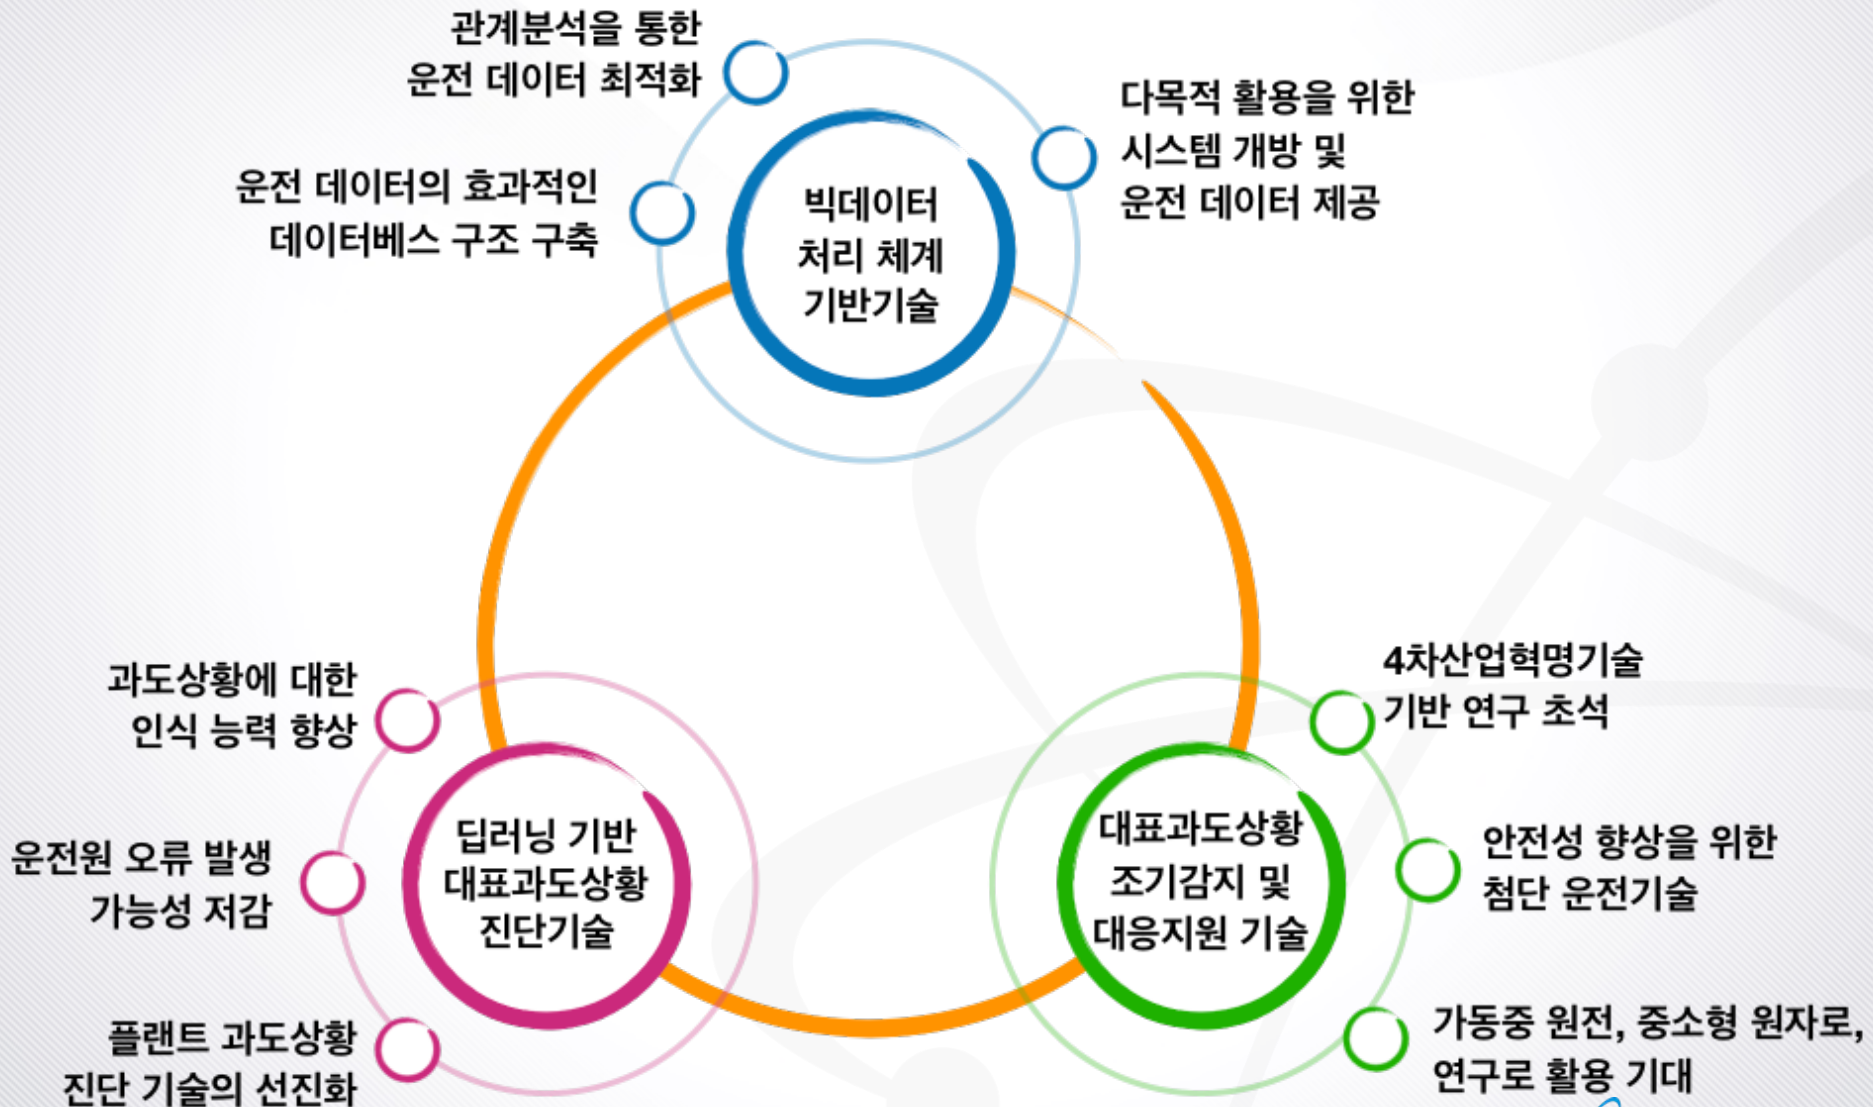 관계분석을 통한
운전 데이터 최적화
다목적 활용을 위한
시스템 개방 및
운전 데이터 제공
운전 데이터의 효과적인
데이터베스 구조 구축
빅데이터
처리 체계
기반기술
과도상황에 대한
인식 능력 향상
운전원 오류 발생
가능성 저감
플랜트 과도상황
진단 기술의 선진화
딥러닝 기반
대표과도상황
진단기술
대표과도상황
조기감지 및
대응지원 기술
4차산업혁명기술
기반 연구 초석
안전성 향상을 위한
첨단 운전기술
가동중 원전, 중소형 원자로,
연구로 활용 기대